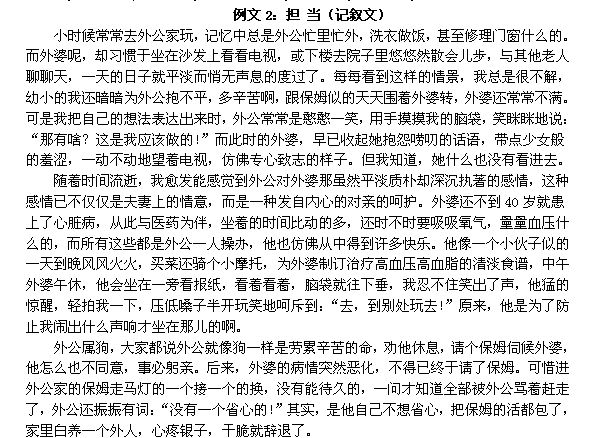 例文2：担 当（记叙文）
小时候常常去外公家玩，记忆中总是外公忙里忙外，洗衣做饭，甚至修理门窗什么的。
而外婆呢，却习惯于坐在沙发上看看电视，或下楼去院子里悠悠然散会儿步，与其他老人
聊聊天，一天的日子就平淡而悄无声息的度过了。每每看到这样的情景，我总是很不解，
幼小的我还暗暗为外公抱不平，多辛苦啊，跟保姆似的天天围着外婆转，外婆还常常不满。
可是我把自己的想法表达出来时，外公常常是憨憨一笑，用手摸摸我的脑袋，笑眯眯地说：
“那有啥？这是我应该做的！”而此时的外婆，早已收起她抱怨唠叨的话语，带点少女般
的羞涩，一动不动地望着电视，仿佛专心致志的样子。但我知道，她什么也没有看进去。
随着时间流逝，我愈发能感觉到外公对外婆那虽然平淡质朴却深沉执著的感情，这种
感情已不仅仅是夫妻上的情意，而是一种发自内心的对亲的呵护。外婆还不到 40 岁就患
上了心脏病，从此与医药为伴，坐着的时间比动的多，还时不时要吸吸氧气，量量血压什
么的，而所有这些都是外公一人操办，他也仿佛从中得到许多快乐。他像一个小伙子似的
一天到晚风风火火，买菜还骑个小摩托，为外婆制订治疗高血压高血脂的清淡食谱，中午
外婆午休，他会坐在一旁看报纸，看着看着，脑袋就往下垂，我忍不住笑出了声，他猛的
惊醒，轻拍我一下，压低嗓子半开玩笑地呵斥到：“去，到别处玩去！”原来，他是为了防
止我闹出什么声响才坐在那儿的啊。
外公属狗，大家都说外公就像狗一样是劳累辛苦的命，劝他休息，请个保姆伺候外婆，
他怎么也不同意，事必躬亲。后来，外婆的病情突然恶化，不得已终于请了保姆。可惜进
外公家的保姆走马灯的一个接一个的换，没有能待久的，一问才知道全部被外公骂着赶走
了，外公还振振有词：“没有一个省心的！”其实，是他自己不想省心，把保姆的活都包了，
家里白养一个外人，心疼银子，干脆就辞退了。